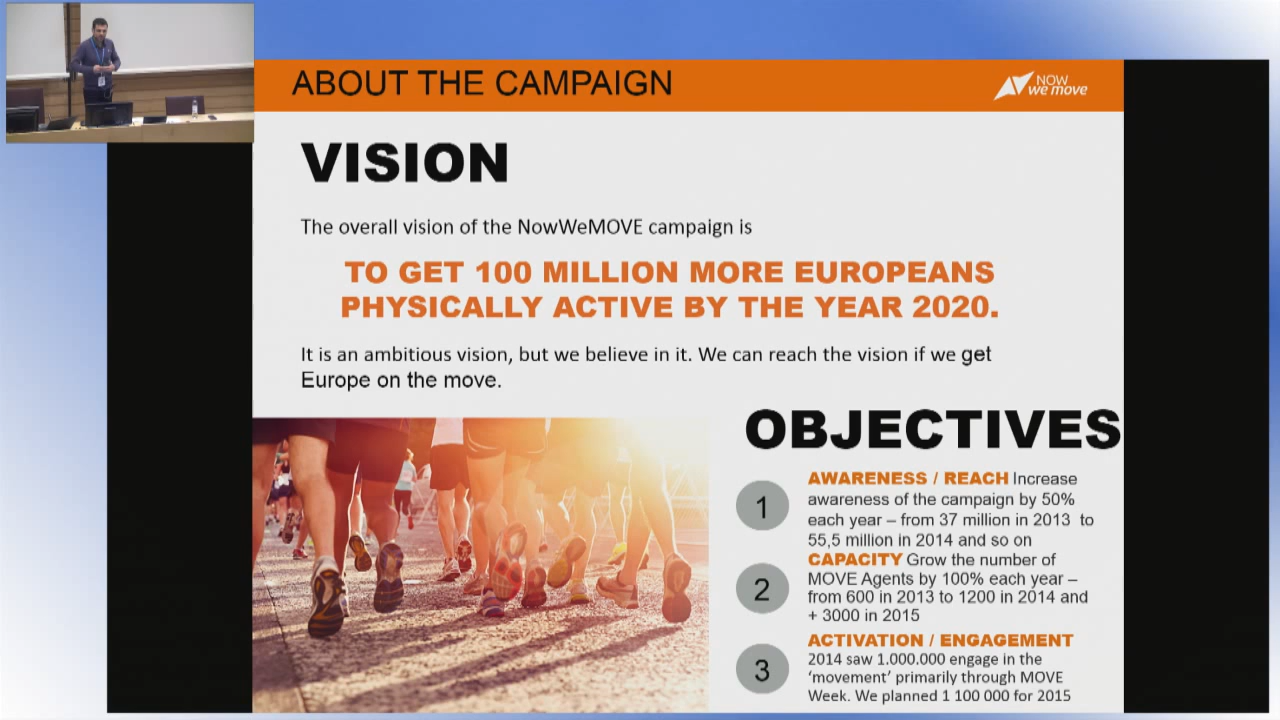 ABOUT THE CAMPAIGN
NOW
we move
VISION
The overall vision of the NowWeMOVE campaign is
TO GET 100 MILLION MORE EUROPEANS
PHYSICALLY ACTIVE BY THE YEAR 2020.
It is an ambitious vision, but we believe in it. We can reach the vision if we get
Europe on the move.
OBJECTIVES
1
AWARENESS / REACH Increase
awareness of the campaign by 50%
each year – from 37 million in 2013 to
55,5 million in 2014 and so on
2
CAPACITY Grow the number of
MOVE Agents by 100% each year –
from 600 in 2013 to 1200 in 2014 and
+ 3000 in 2015
3
ACTIVATION / ENGAGEMENT
2014 saw 1.000.000 engage in the
‘movement’ primarily through MOVE
Week. We planned 1 100 000 for 2015